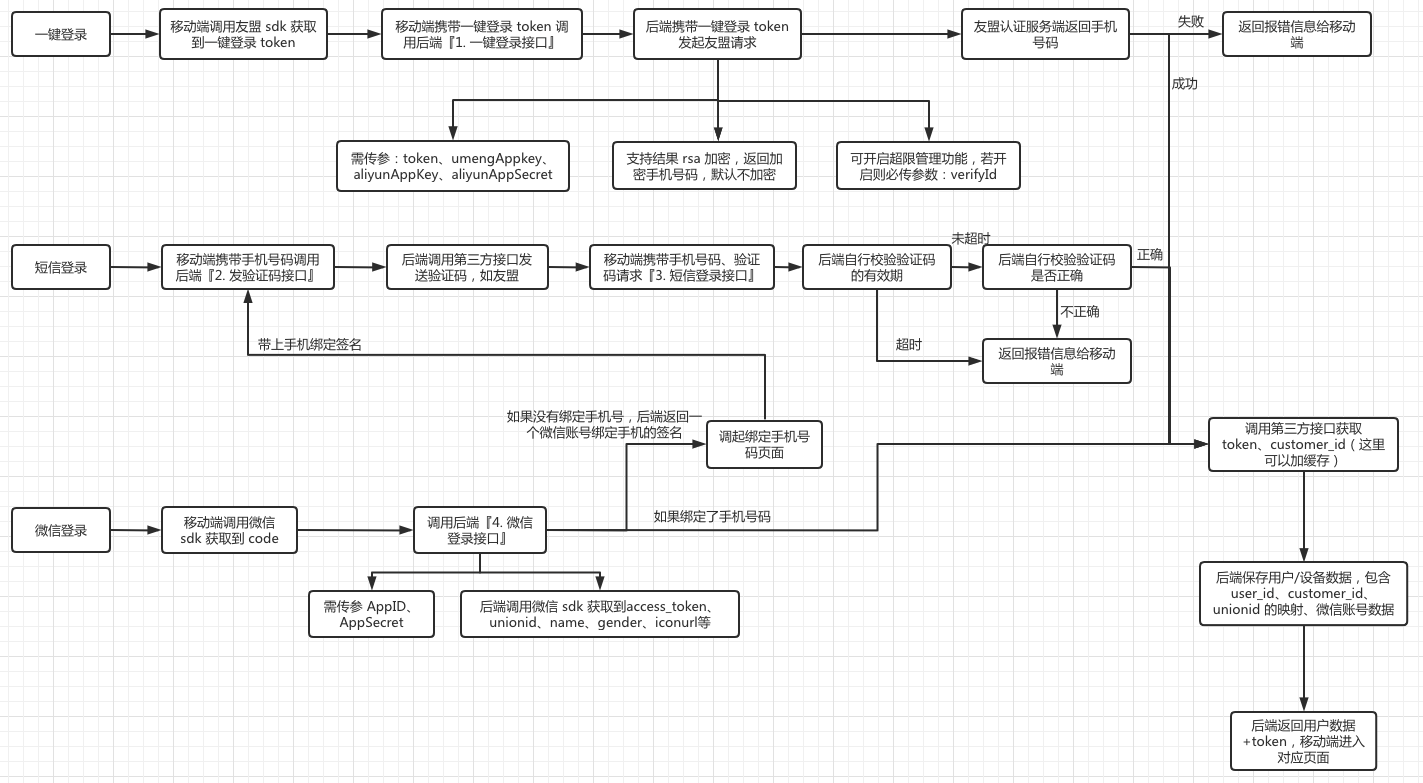 一键登录
移动端调用友盟 sdk 获取
到一键登录 token
移动端携带一键登录 token 调
用后端『1. 一键登录接口』
后端携带一键登录 token
发起友盟请求
友盟认证服务端返回手机
号码
失败
返回报错信息给移动
端
成功
需传参：token、umengAppkey、
aliyunAppKey、aliyunAppSecret
支持结果 rsa 加密，返回加
密手机号码，默认不加密
可开启超限管理功能，若开
启则必传参数：verifyId
短信登录
移动端携带手机号码调用
后端『2. 发验证码接口』
后端调用第三方接口发
送验证码，如友盟
移动端携带手机号码、验证
码请求『3. 短信登录接口』
后端自行校验验证码
的有效期
未超时
后端自行校验验证码
是否正确
正确
不正确
超时
返回报错信息给移动
端
带上手机绑定签名
如果没有绑定手机号，后端返回一
个微信账号绑定手机的签名
调起绑定手机号
码页面
调用第三方接口获取
token、customer_id（这里
可以加缓存）
微信登录
移动端调用微信
sdk 获取到 code
调用后端『4. 微信
登录接口』
如果绑定了手机号码
需传参 AppID、
AppSecret
后端调用微信 sdk 获取到access_token、
unionid、name、gender、iconurl等
后端保存用户/设备数据，包含
user_id、customer_id、
unionid 的映射、微信账号数据
后端返回用户数据
+token，移动端进入
对应页面